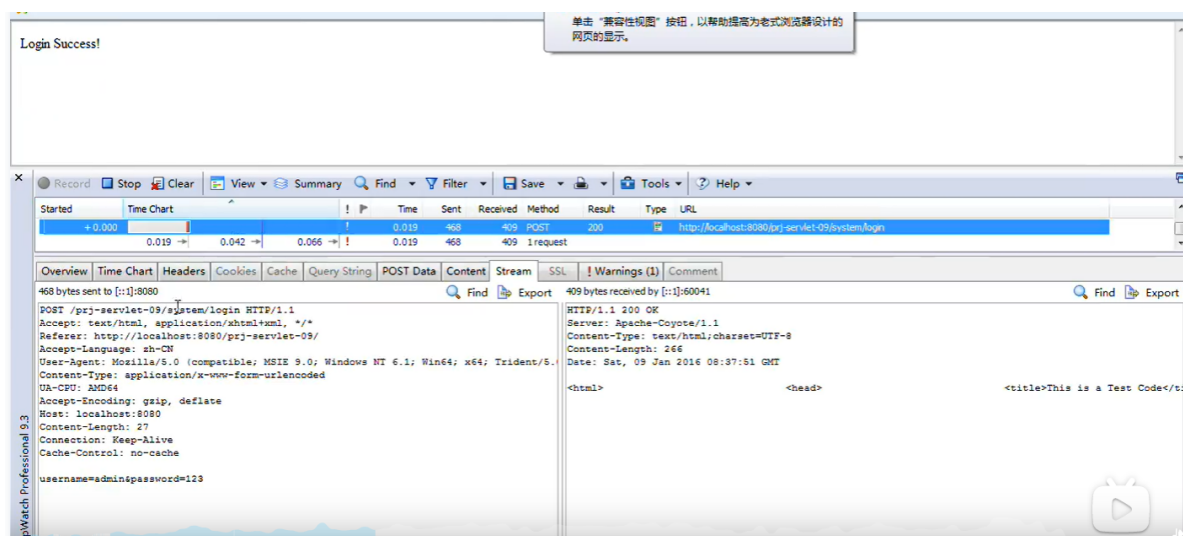 单击“兼容性视图”按钮，以帮助提高为老式浏览器设计的
网页的显示。
Login Success!
Record Stop Clear View Summary Find Filter Save Tools Help
Started Time Chart ! Time Sent Received Method Result Type URL
+ 0.000 ! 0.019 468 409 POST 200 http://localhost:8080/prj-servlet-09/system/login
0.019 0.042 0.066 ! 0.019 468 409 1 request
Overview Time Chart Headers Cookies Cache Query String POST Data Content Stream SSL ! Warnings (1) Comment
468 bytes sent to [::1]:8080 Find Export 409 bytes received by [::1]:60041 Find Export
POST /prj-servlet-09/system/login HTTP/1.1
Accept: text/html, application/xhtml+xml, */*
Referer: http://localhost:8080/prj-servlet-09/
Accept-Language: zh-CN
User-Agent: Mozilla/5.0 (compatible; MSIE 9.0; Windows NT 6.1; Win64; x64; Trident/5.
Content-Type: application/x-www-form-urlencoded
UA-CPU: AMD64
Accept-Encoding: gzip, deflate
Host: localhost:8080
Content-Length: 27
Connection: Keep-Alive
Cache-Control: no-cache
username=admin&password=123
HTTP/1.1 200 OK
Server: Apache-Coyote/1.1
Content-Type: text/html;charset=UTF-8
Content-Length: 266
Date: Sat, 09 Jan 2016 08:37:51 GMT
<html> <head> <title>This is a Test Code</t
pWatch Professional 9.3